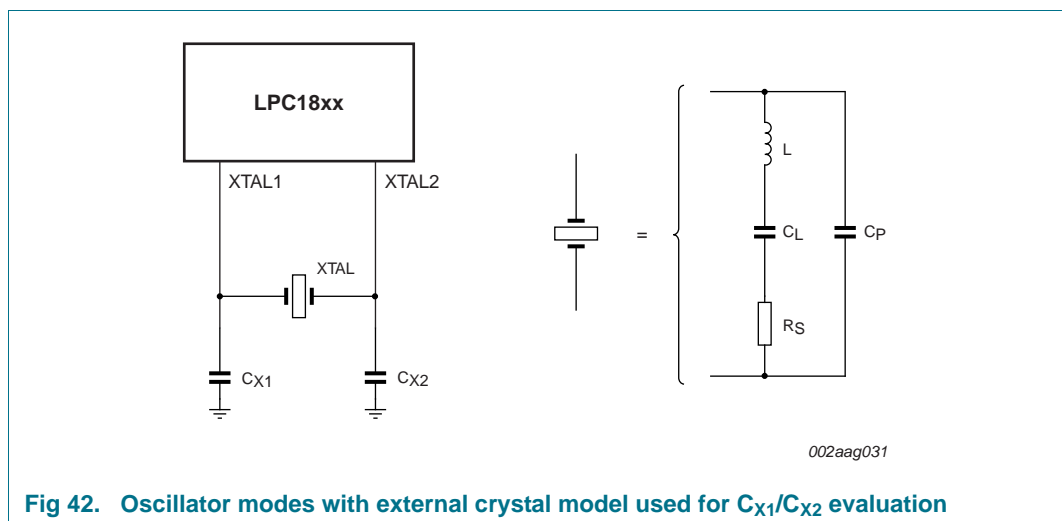 LPC18xx
XTAL1
XTAL2
XTAL
CX1
CX2
=
L
CL
CP
RS
002aag031
Fig 42. Oscillator modes with external crystal model used for CX1/CX2 evaluation